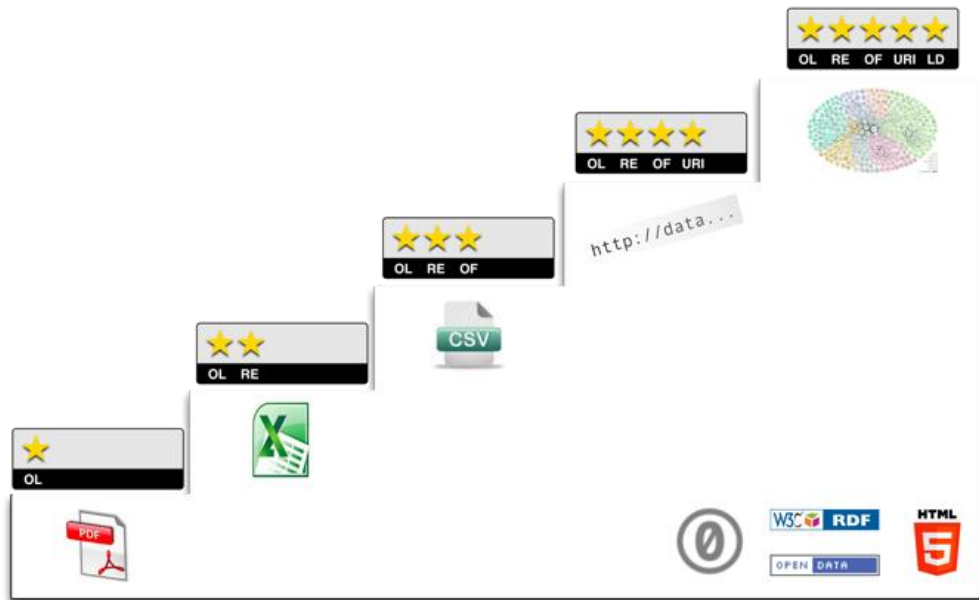 OL RE OF URI LD
OL RE OF URI
http://data...
OL RE OF
CSV
OL RE
X
OL
PDF
0
W3C RDF
OPEN DATA
HTML
5